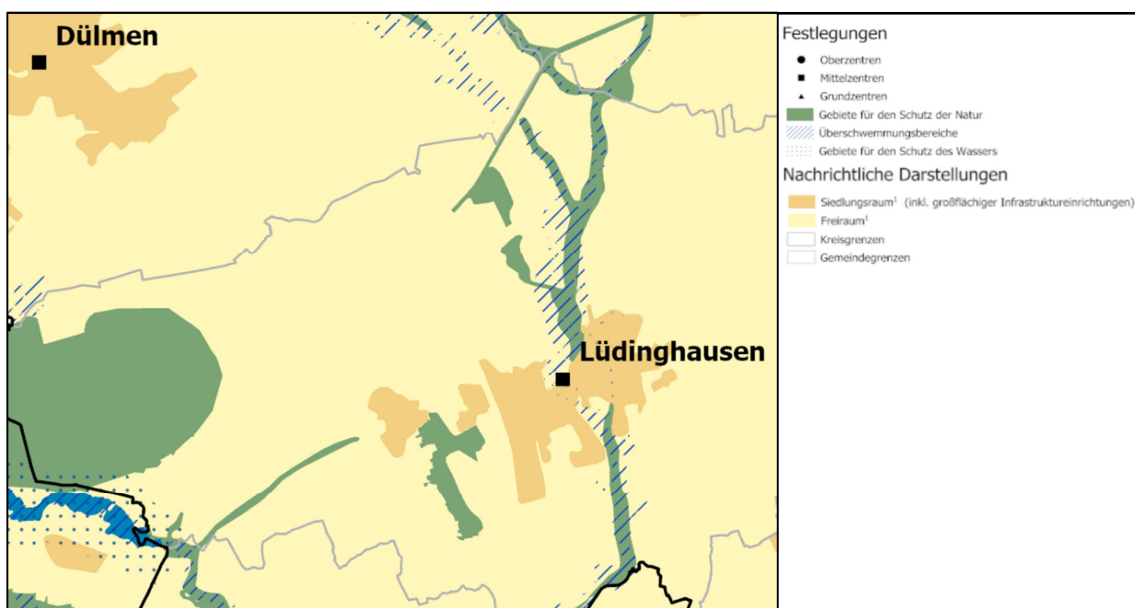 Dülmen
Lüdinghausen
Festlegungen
Oberzentren
Mittelzentren
Grundzentren
Gebiete für den Schutz der Natur
Überschwemmungsbereiche
Gebiete für den Schutz des Wassers
Nachrichtliche Darstellungen
Siedlungsraum¹ (inkl. großflächiger Infrastruktureinrichtungen)
Freiraum¹
Kreisgrenzen
Gemeindegrenzen